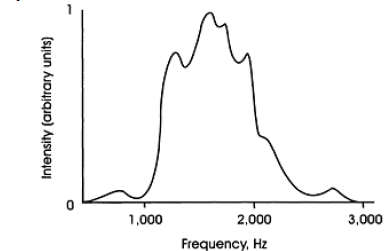 1
Intensity (arbitrary units)
0
1,000
2,000
3,000
Frequency, Hz